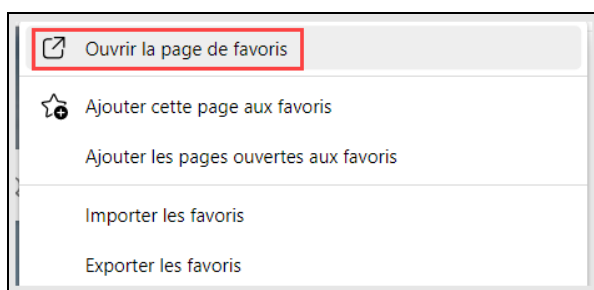 Ouvrir la page de favoris
Ajouter cette page aux favoris
Ajouter les pages ouvertes aux favoris
Importer les favoris
Exporter les favoris